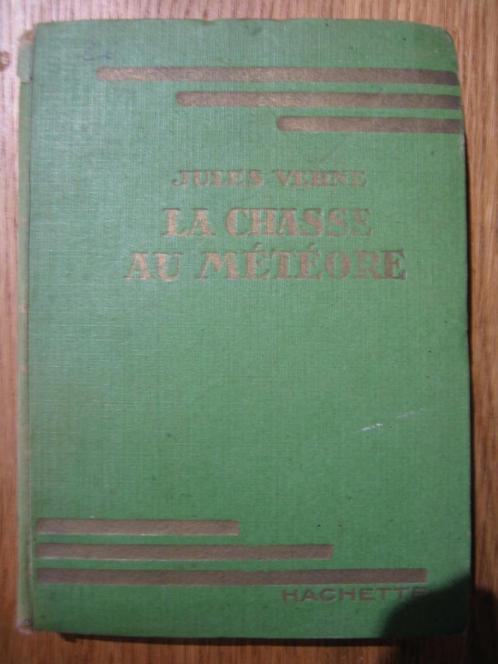 JULES VERNE
LA CHASSE
AU MÉTÉORE
HACHETTE